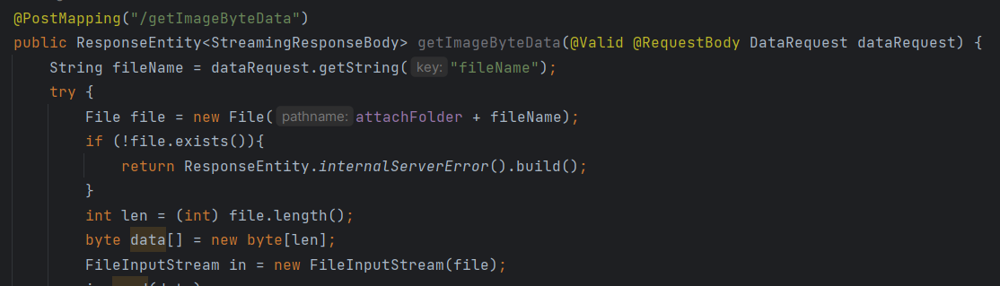 @PostMapping("/getImageByteData")
public ResponseEntity<StreamingResponseBody> getImageByteData(@Valid @RequestBody DataRequest dataRequest) {
String fileName = dataRequest.getString( key: "fileName");
try {
File file = new File( pathname: attachFolder + fileName);
if (!file.exists()){
return ResponseEntity.internalServerError().build();
}
int len = (int) file.length();
byte data[] = new byte[len];
FileInputStream in = new FileInputStream(file);